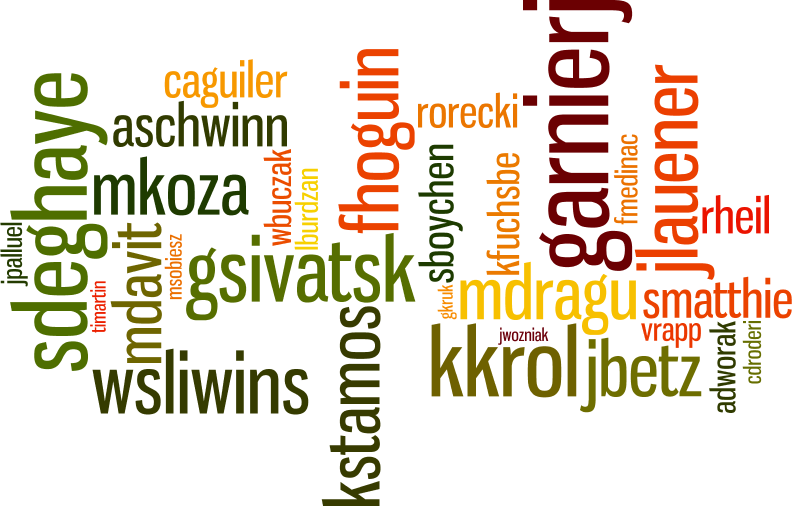 caguiler
aschwinn
mkoza
sdeghaye
jpalluel
timartin
mdavit
msobiesz
wbuczak
lburdzan
gsivatsk
wsliwins
kstamos
fhoguin
rorecki
sboychen
kfuchsbe
garnierj
fmedinac
jlauener
rheil
gkruk
mdragu
smatthie
vrapp
jwozniak
kkrol
jbetz
adworak
cdroderi